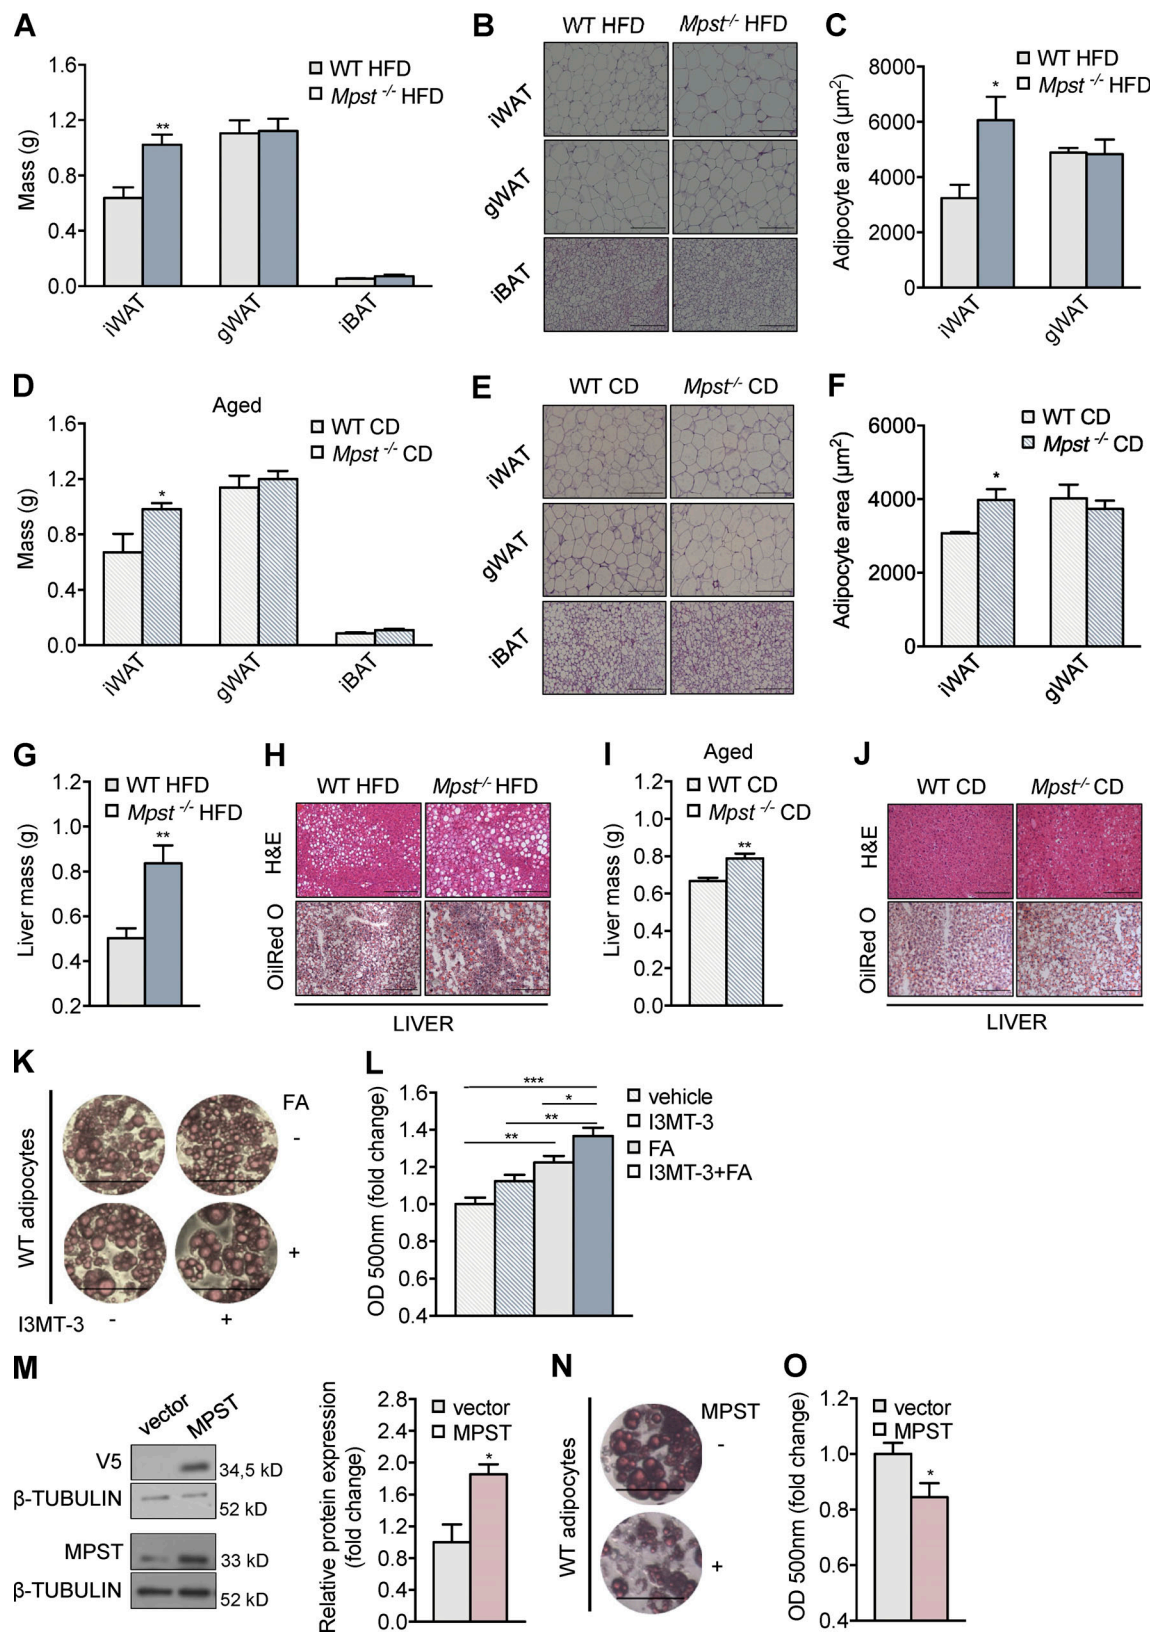 A
Mass (g)
1.6
1.2
0.8
0.4
0.0
WT HFD
Mpst -/- HFD
**
iWAT
gWAT
iBAT
B
WT HFD
Mpst-/- HFD
iWAT
gWAT
iBAT
C
Adipocyte area (µm2)
8000
6000
4000
2000
0
WT HFD
Mpst -/- HFD
*
iWAT
gWAT
D
Aged
Mass (g)
1.6
1.2
0.8
0.4
0.0
WT CD
Mpst -/- CD
*
iWAT
gWAT
iBAT
E
WT CD
Mpst-/- CD
iWAT
gWAT
iBAT
F
Adipocyte area (µm2)
6000
4000
2000
0
WT CD
Mpst -/- CD
*
iWAT
gWAT
G
Liver mass (g)
1.2
1.0
0.8
0.6
0.4
0.2
WT HFD
Mpst -/- HFD
**
H
WT HFD
Mpst-/- HFD
H&E
OilRed O
LIVER
I
Aged
Liver mass (g)
1.2
1.0
0.8
0.6
0.4
0.2
0.0
WT CD
Mpst -/- CD
**
J
WT CD
Mpst-/- CD
H&E
OilRed O
LIVER
K
WT adipocytes
FA
-
+
I3MT-3
-
+
L
OD 500nm (fold change)
1.6
1.4
1.2
1.0
0.8
0.6
0.4
***
*
**
**
vehicle
I3MT-3
FA
I3MT-3+FA
M
vector
MPST
V5
34,5 kD
β-TUBULIN
52 kD
MPST
33 kD
β-TUBULIN
52 kD
Relative protein expression
(fold change)
2.8
2.4
2.0
1.6
1.2
0.8
0.4
0.0
vector
MPST
*
N
WT adipocytes
MPST
-
+
O
OD 500nm (fold change)
1.2
1.0
0.8
0.6
0.4
vector
MPST
*